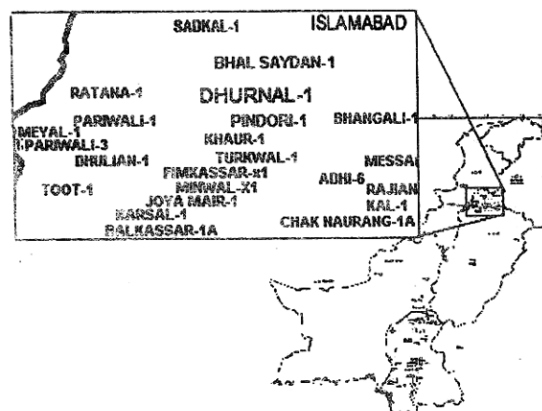 SADKAL-1 ISLAMABAD
BHAL SAYDAN-1
RATANA-1 DHURNAL-1
PARIWALI-1 PINDORI-1 BHANGALI-1
MEYAL-1 KHAUR-1
PARIWALI-3
DHULIAN-1 TURKWAL-1 MESSA
FIMKASSAR-x1 ADHI-6
TOOT-1 MINWAL-X1 RAJIAN
JOYA MAIR-1 KAL-1
KARSAL-1 CHAK NAURANG-1A
BALKASSAR-1A